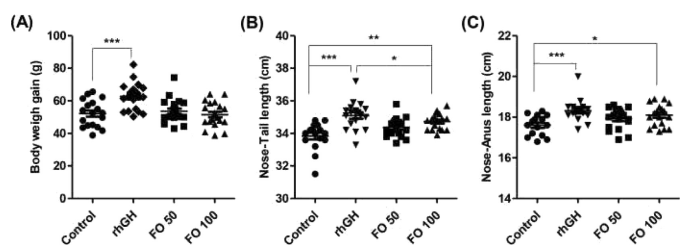 (A)
Body weigh gain (g)
100
80
60
40
20
0
***
Control
rhGH
FO 50
FO 100
(B)
Nose-Tail length (cm)
40
38
36
34
32
30
**
***
*
Control
rhGH
FO 50
FO 100
(C)
Nose-Anus length (cm)
22
20
18
16
14
*
***
Control
rhGH
FO 50
FO 100